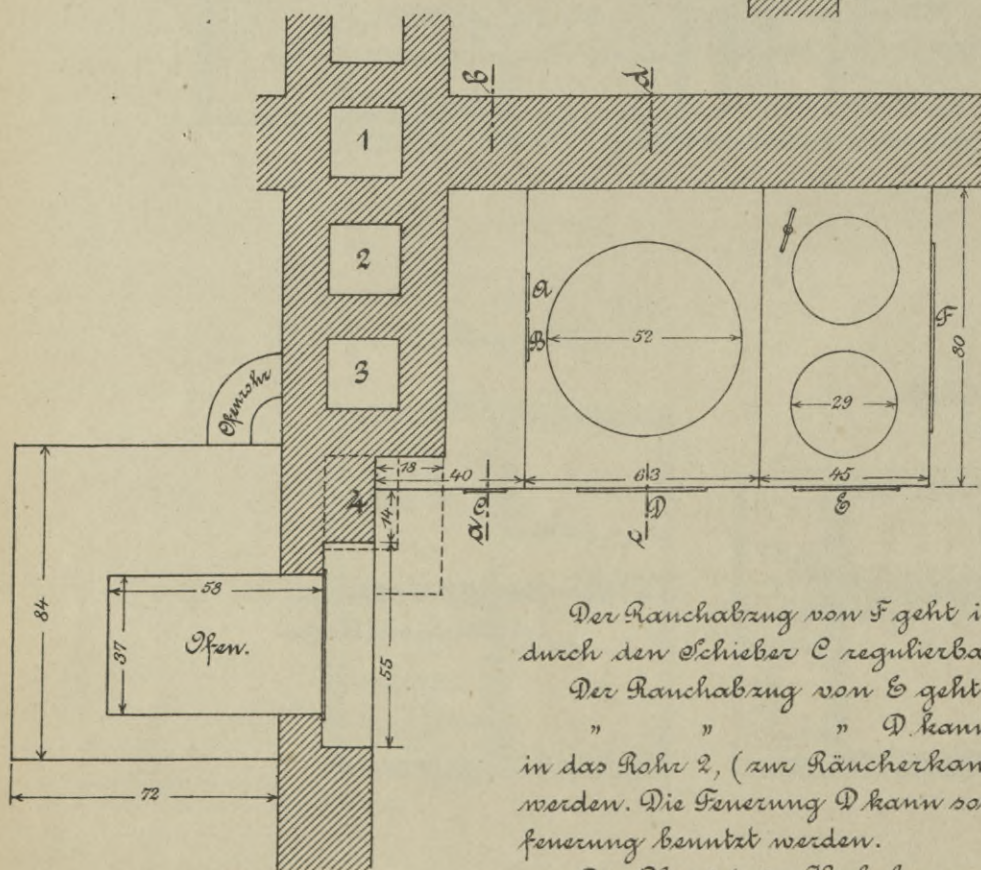 B
d
1
2
3
4
A
B
52
F
80
29
Ofenrohr
18
40
63
45
14
a
C
D
c
E
84
58
37
Ofen.
55
72
Der Rauchabzug von F geht i
durch den Schieber C regulierba
Der Rauchabzug von E geht
" " " D kann
in das Rohr 2, (zur Räucherkam
werden. Die Feuerung D kann so
feuerung benutzt werden.